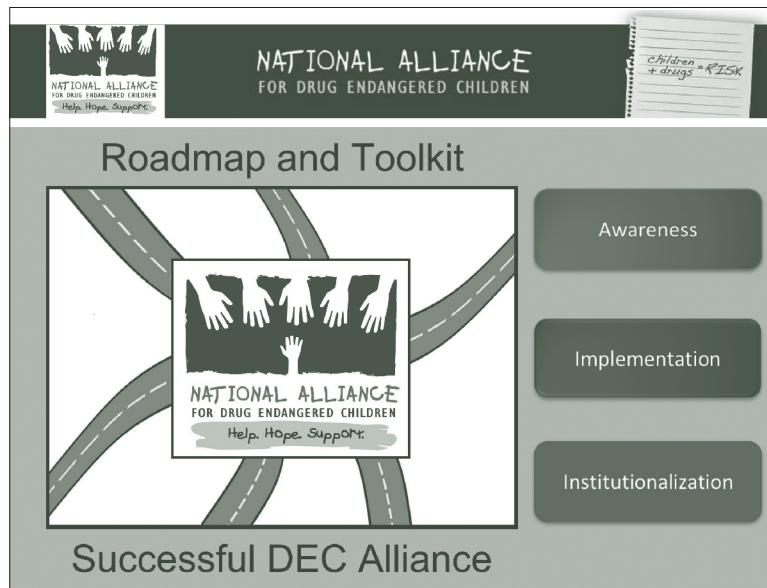 NATIONAL ALLIANCE
FOR DRUG ENDANGERED CHILDREN
Help. Hope. Support.
NATIONAL ALLIANCE
FOR DRUG ENDANGERED CHILDREN
children
+ drugs = RISK
Roadmap and Toolkit
NATIONAL ALLIANCE
FOR DRUG ENDANGERED CHILDREN
Help. Hope. Support.
Awareness
Implementation
Institutionalization
Successful DEC Alliance